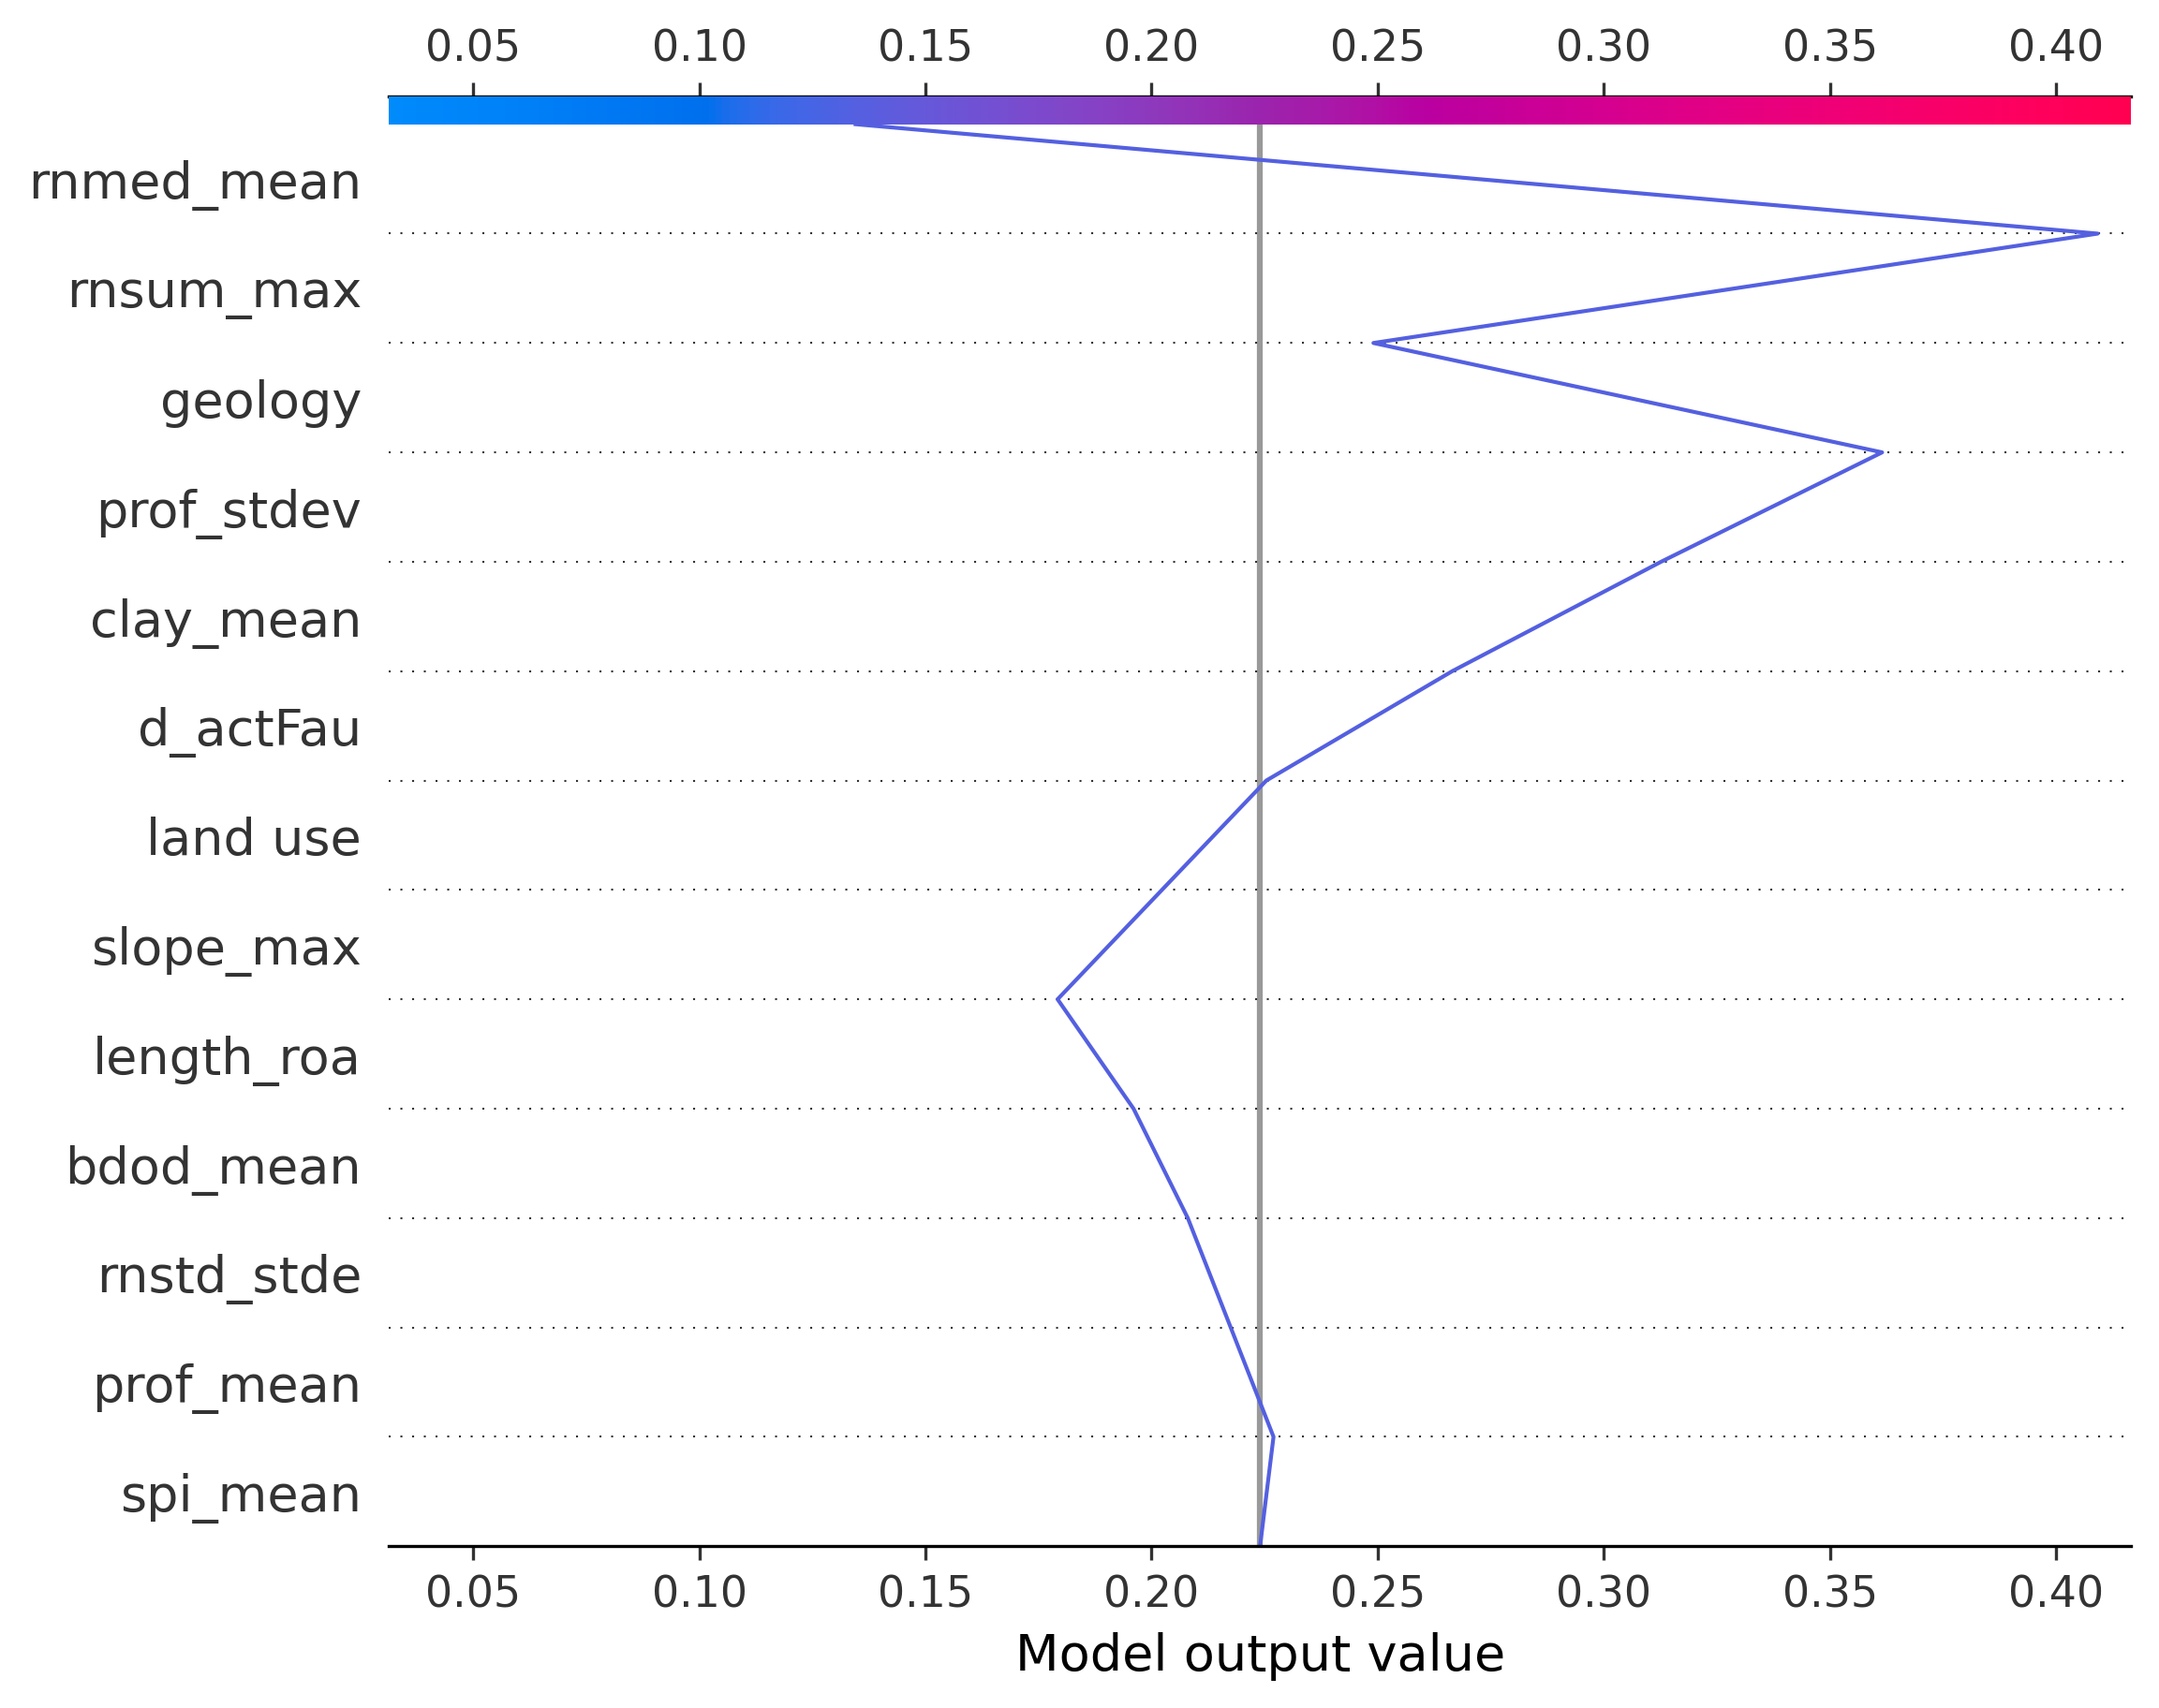 0.05 0.10 0.15 0.20 0.25 0.30 0.35 0.40
rnmed_mean
rnsum_max
geology
prof_stdev
clay_mean
d_actFau
land use
slope_max
length_roa
bdod_mean
rnstd_stde
prof_mean
spi_mean
0.05 0.10 0.15 0.20 0.25 0.30 0.35 0.40
Model output value